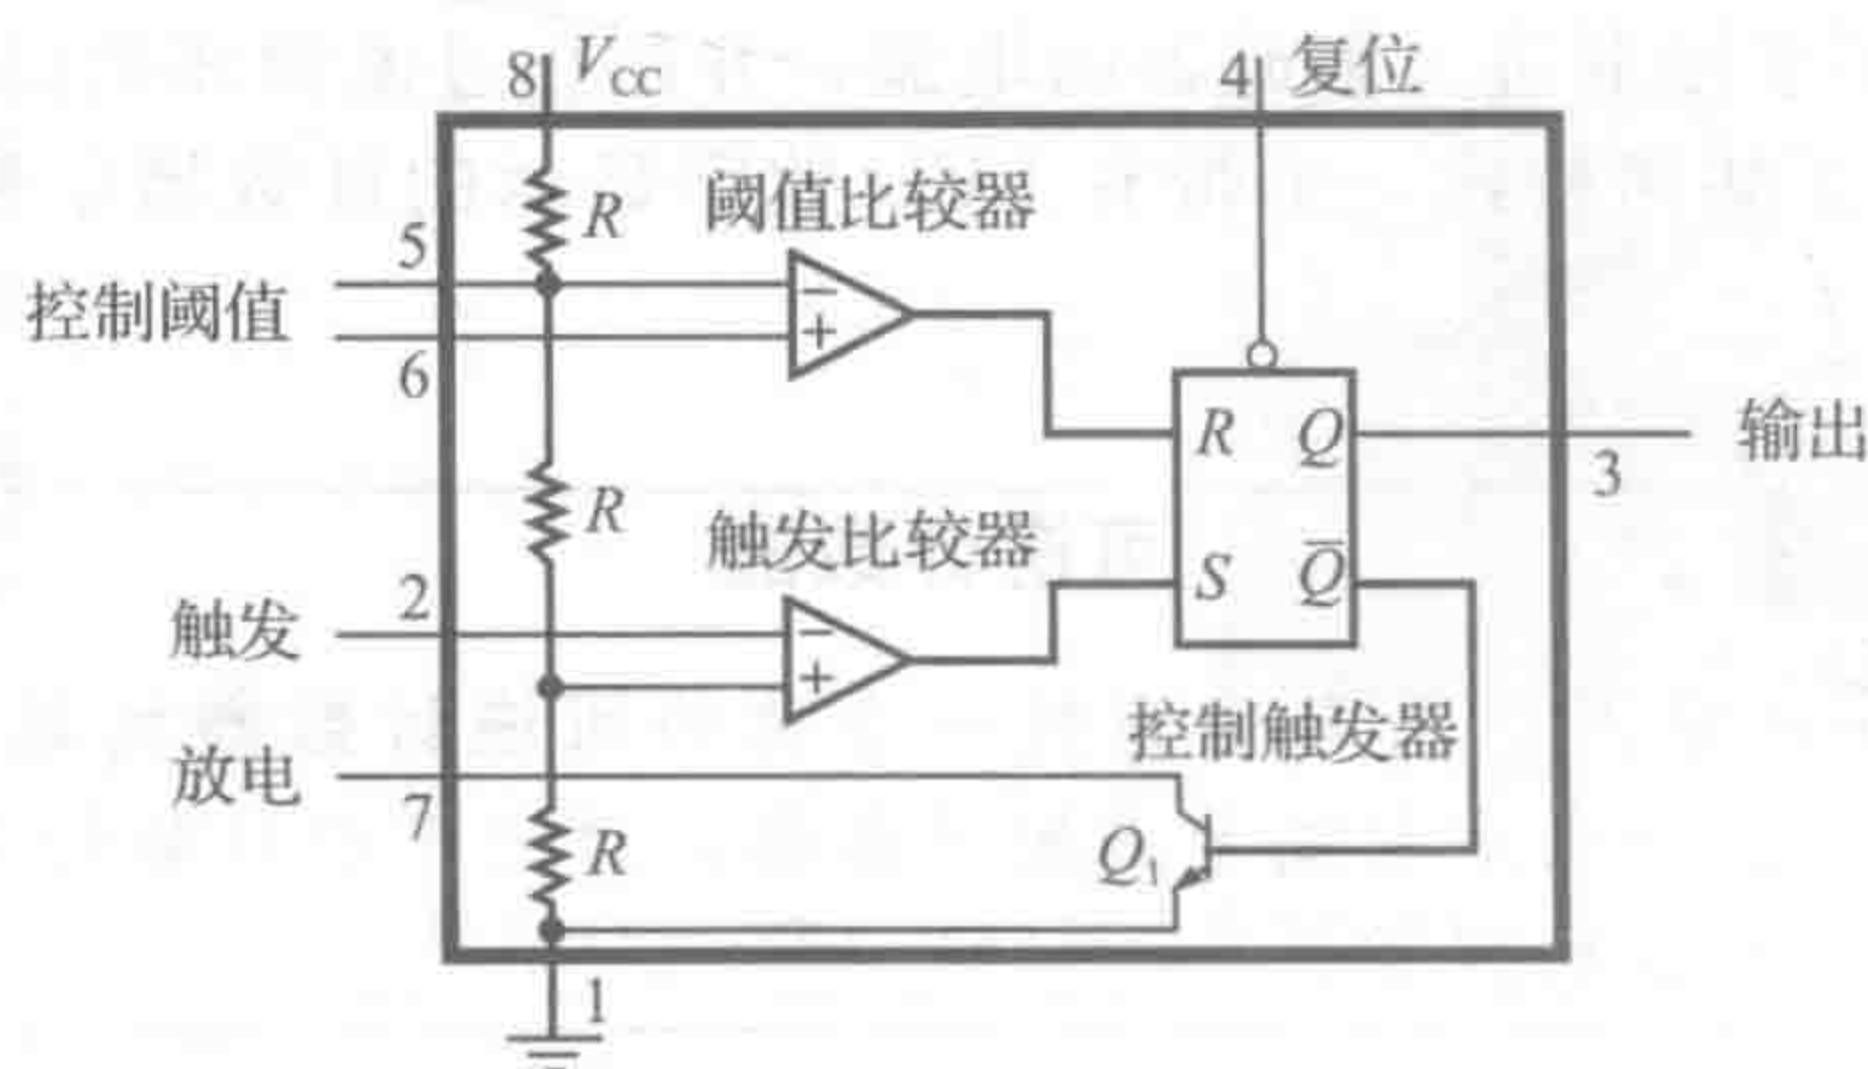 8 V_CC
4 复位
R
阈值比较器
5
控制阈值
6
− +
R Q
输出
3
R
触发比较器
S Q̅
2
触发
− +
控制触发器
放电
7
R
Q₁
1